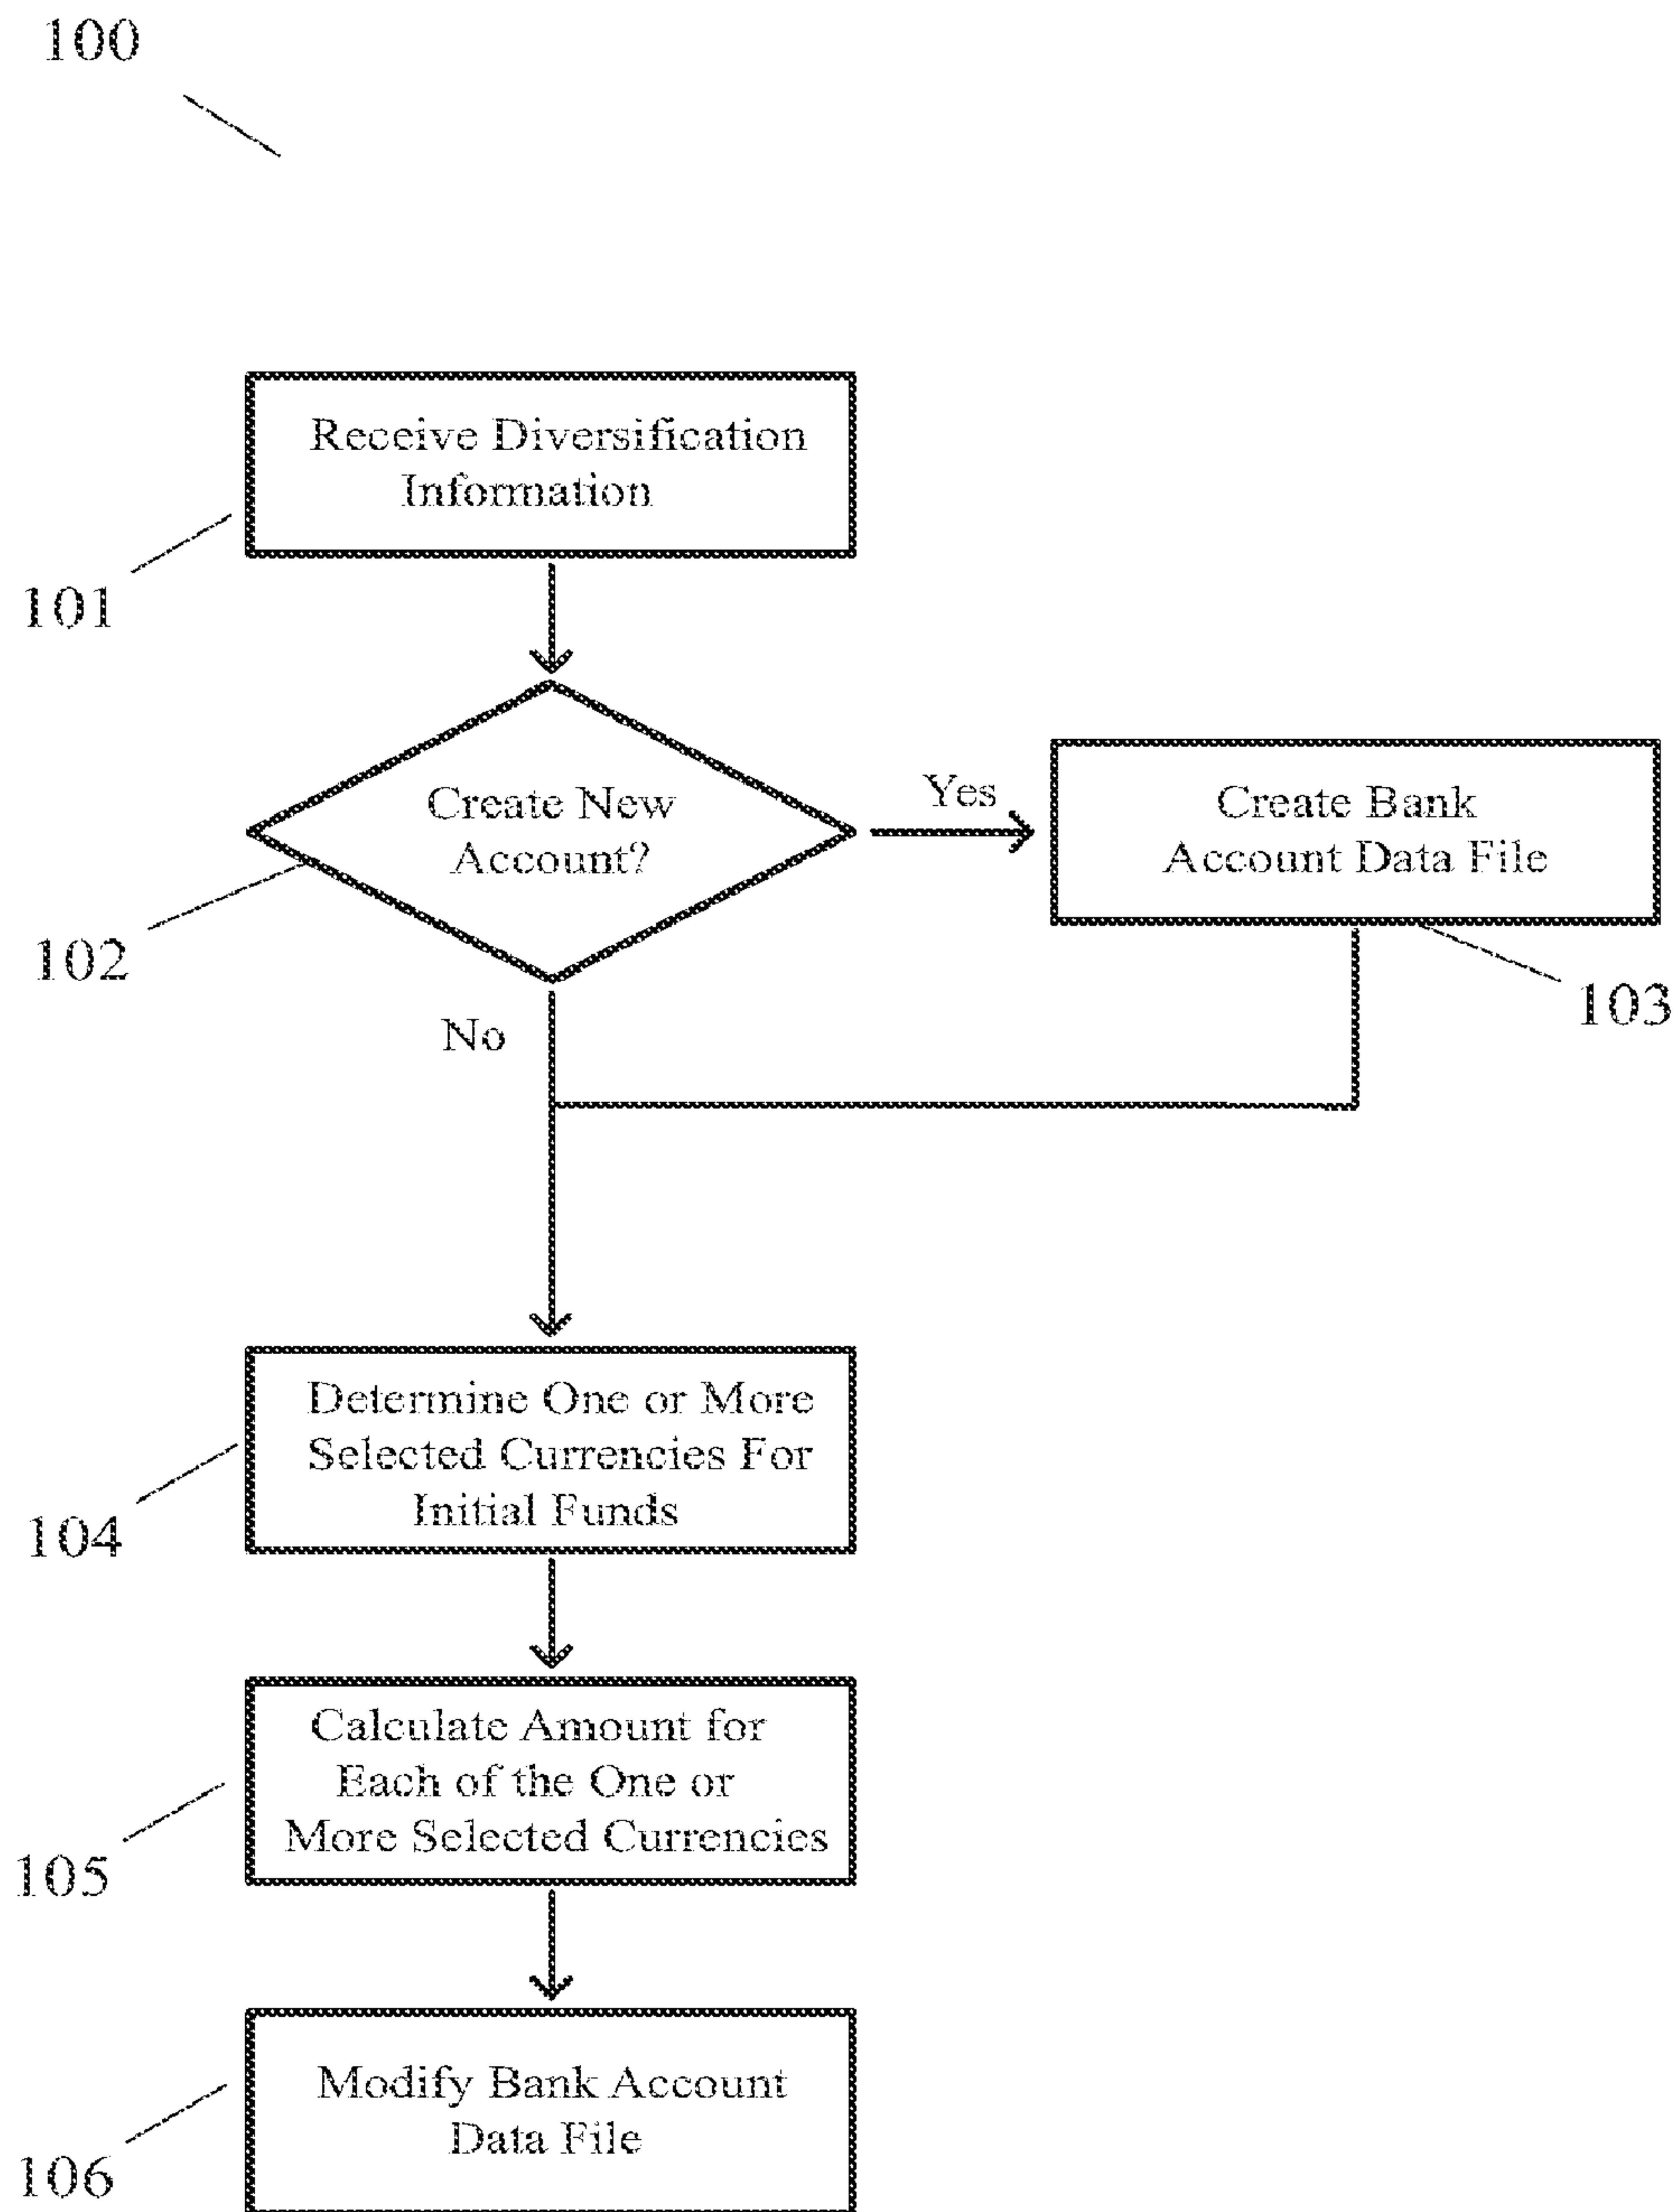 100
Receive Diversification
Information
101
Create New
Account?
Yes
Create Bank
Account Data File
102
103
No
Determine One or More
Selected Currencies For
Initial Funds
104
Calculate Amount for
Each of the One or
More Selected Currencies
105
Modify Bank Account
Data File
106